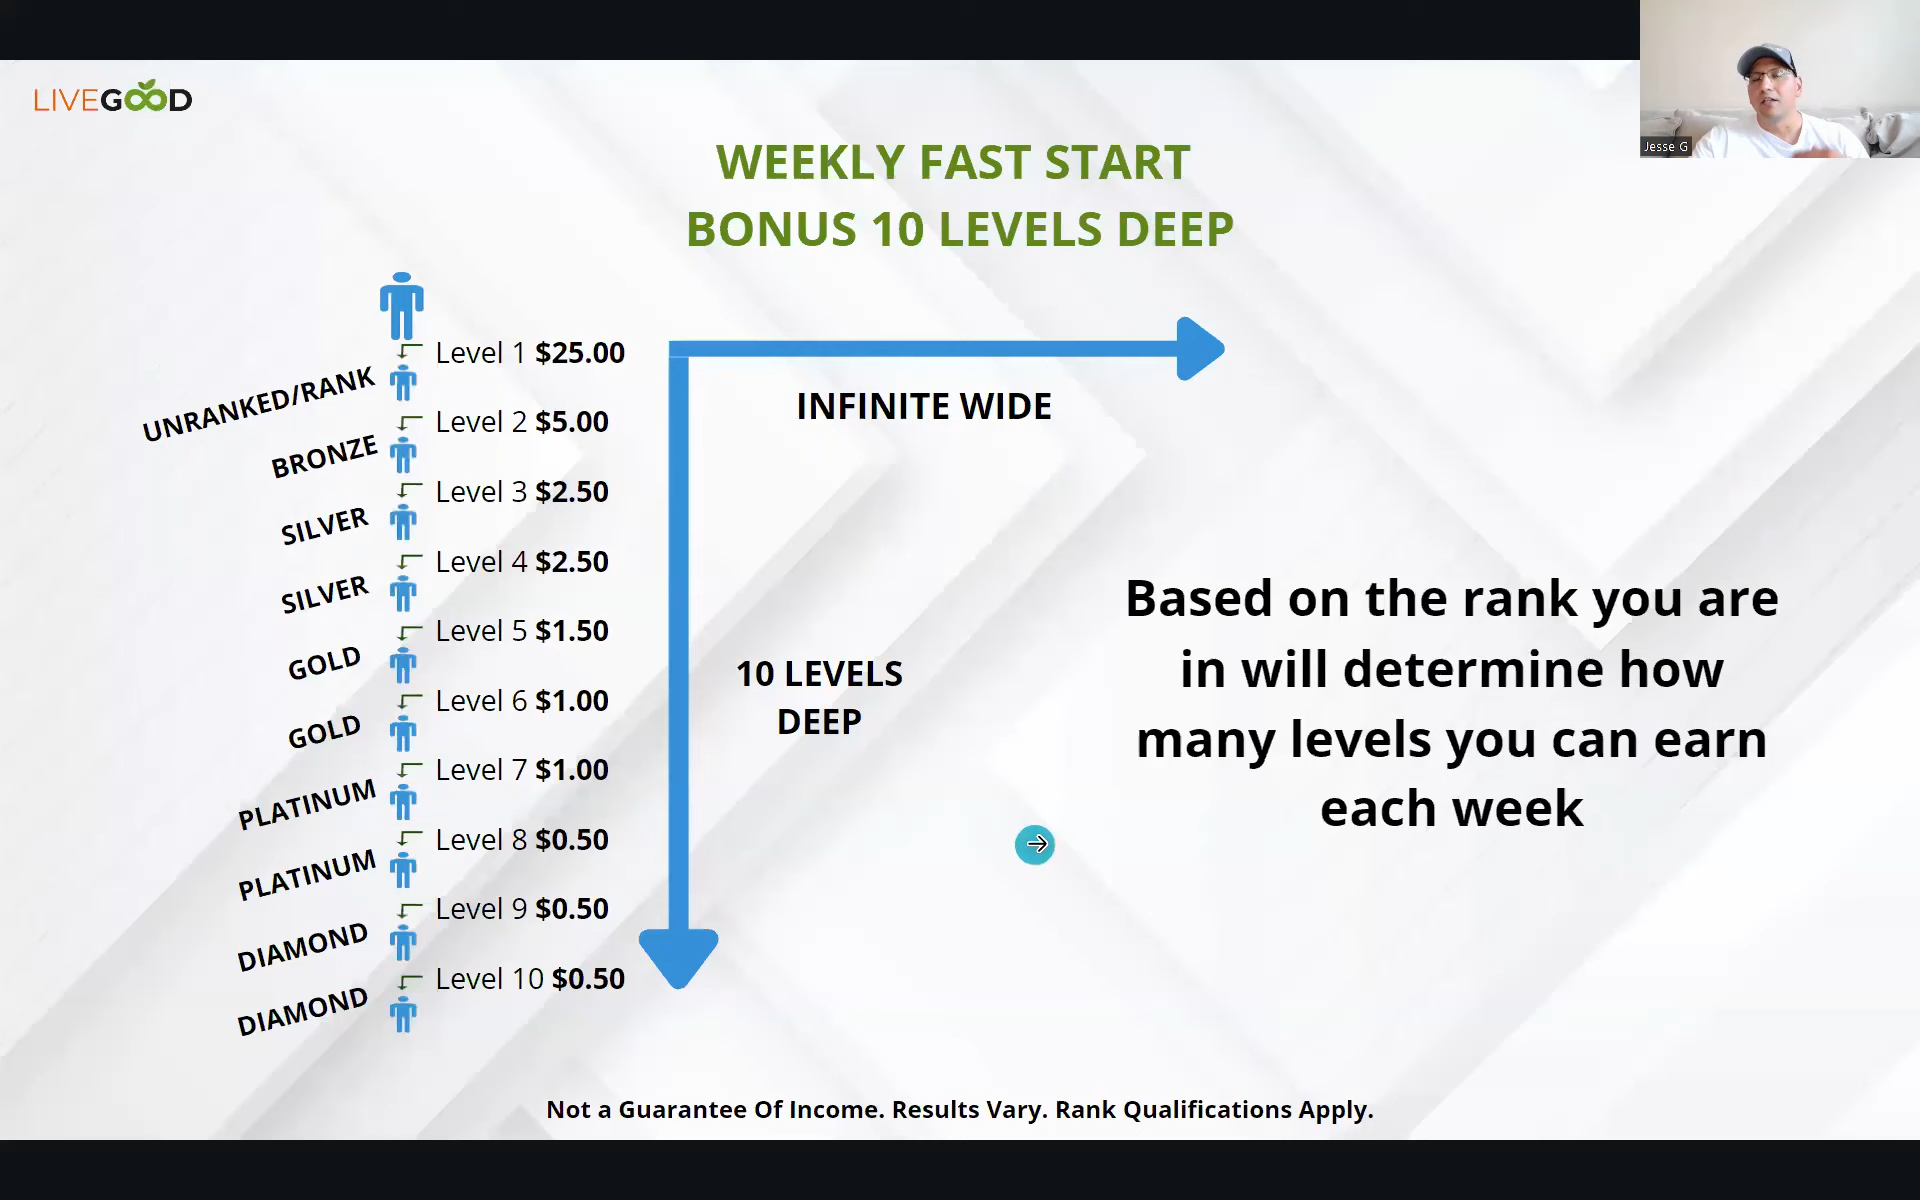 LIVEGOOD
Jesse G
WEEKLY FAST START
BONUS 10 LEVELS DEEP
Level 1 $25.00
UNRANKED/RANK
Level 2 $5.00
BRONZE
Level 3 $2.50
SILVER
Level 4 $2.50
SILVER
Level 5 $1.50
GOLD
Level 6 $1.00
GOLD
Level 7 $1.00
PLATINUM
Level 8 $0.50
PLATINUM
Level 9 $0.50
DIAMOND
Level 10 $0.50
DIAMOND
INFINITE WIDE
10 LEVELS
DEEP
Based on the rank you are
in will determine how
many levels you can earn
each week
Not a Guarantee Of Income. Results Vary. Rank Qualifications Apply.